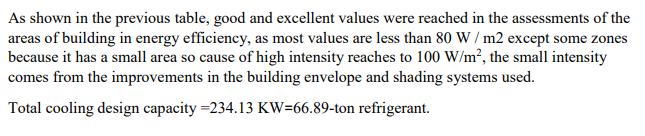 As shown in the previous table, good and excellent values were reached in the assessments of the
areas of building in energy efficiency, as most values are less than 80 W / m2 except some zones
because it has a small area so cause of high intensity reaches to 100 W/m², the small intensity
comes from the improvements in the building envelope and shading systems used.
Total cooling design capacity =234.13 KW=66.89-ton refrigerant.